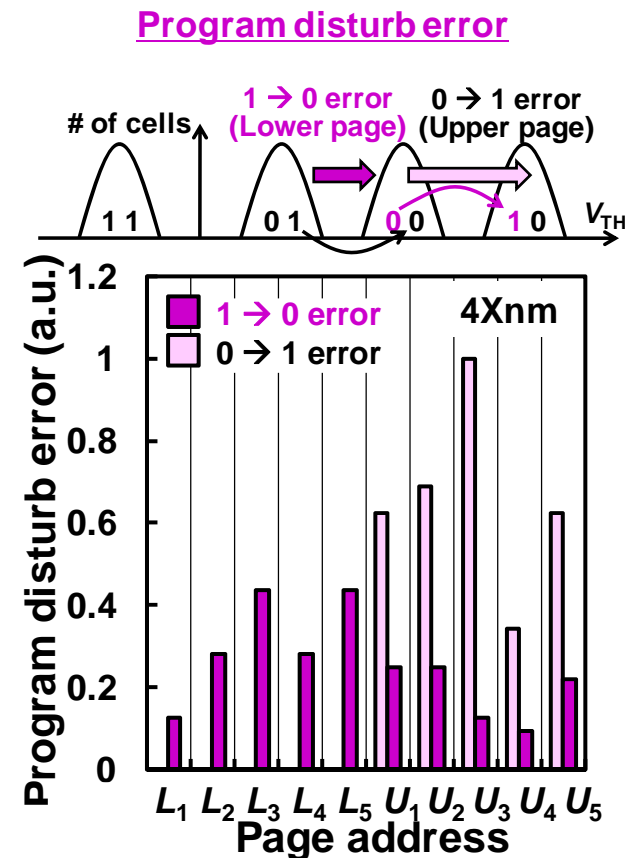 Program disturb error
1 → 0 error
(Lower page)
0 → 1 error
(Upper page)
# of cells
1 1
0 1
0 0
1 0
V_TH
Program disturb error (a.u.)
1.2
1
0.8
0.6
0.4
0.2
0
1 → 0 error
0 → 1 error
4Xnm
L₁ L₂ L₃ L₄ L₅ U₁ U₂ U₃ U₄ U₅
Page address